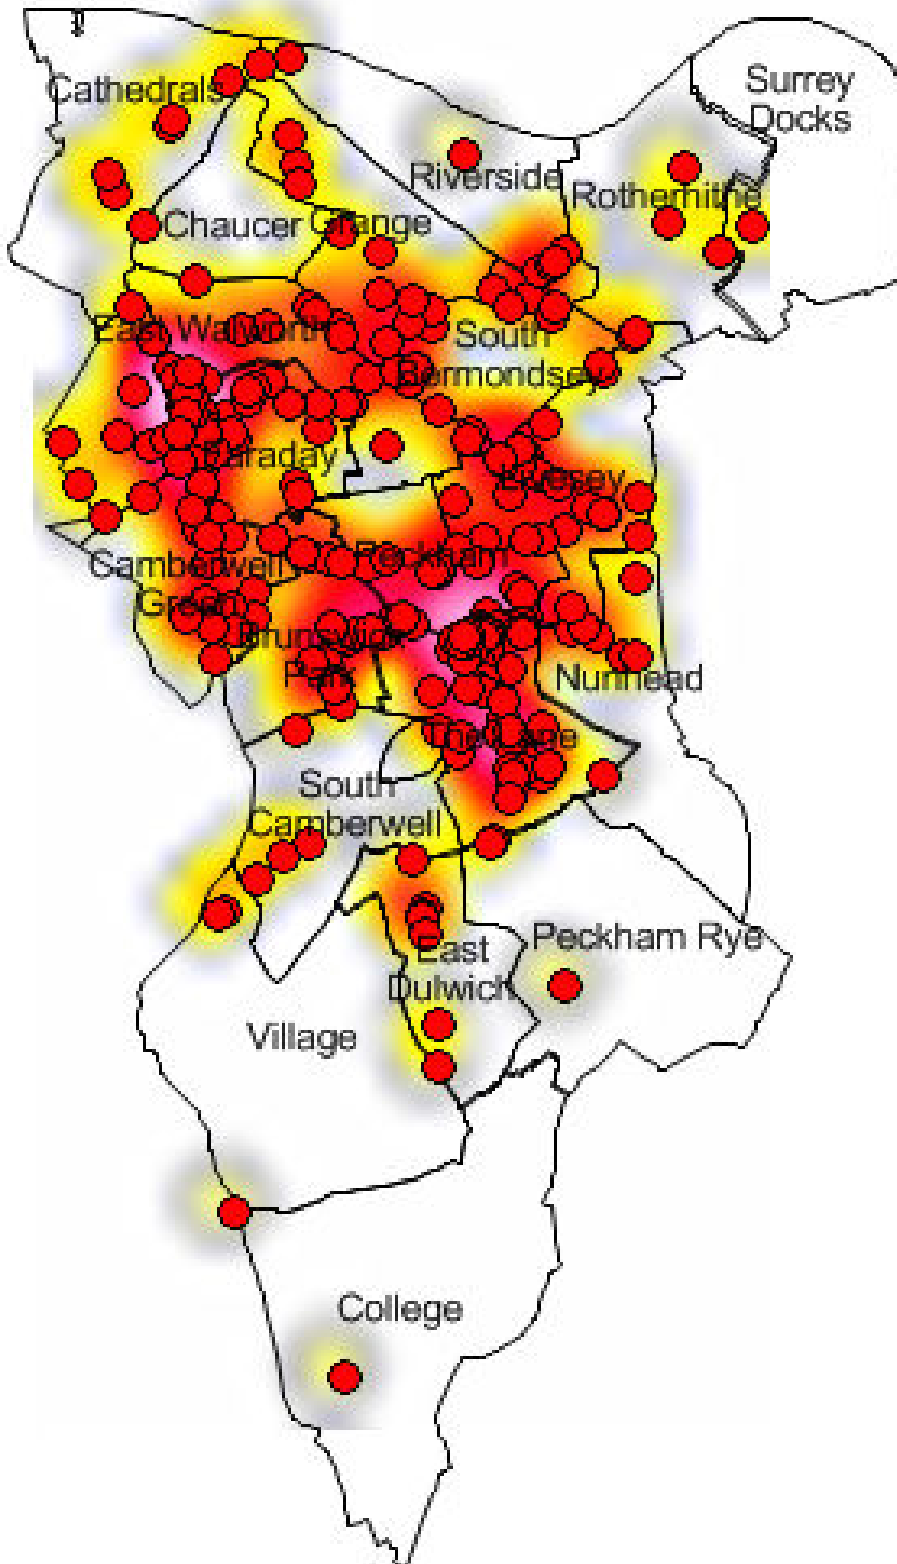 Cathedrals
Surrey
Docks
Riverside
Rotherhithe
Chaucer
Grange
East Walworth
South
Bermondsey
Faraday
Livesey
Peckham
Camberwell
Green
Brunswick
Park
Nunhead
The Lane
South
Camberwell
East
Dulwich
Peckham Rye
Village
College